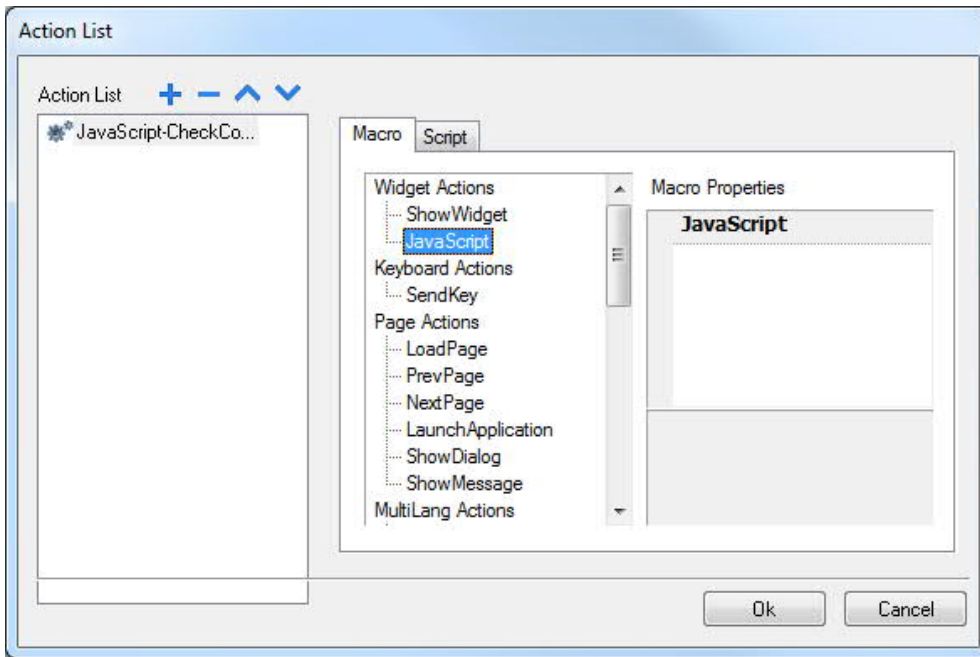 Action List
Action List
JavaScript-CheckCo...
Macro
Script
Widget Actions
ShowWidget
JavaScript
Keyboard Actions
SendKey
Page Actions
LoadPage
PrevPage
NextPage
LaunchApplication
ShowDialog
ShowMessage
MultiLang Actions
Macro Properties
JavaScript
Ok
Cancel